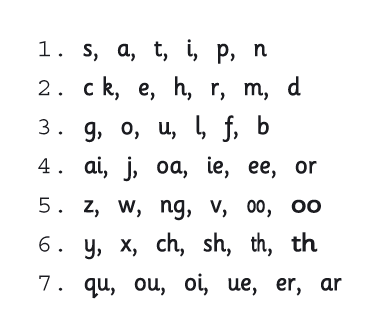 1. s, a, t, i, p, n
2. c k, e, h, r, m, d
3. g, o, u, l, f, b
4. ai, j, oa, ie, ee, or
5. z, w, ng, v, oo, oo
6. y, x, ch, sh, th, th
7. qu, ou, oi, ue, er, ar